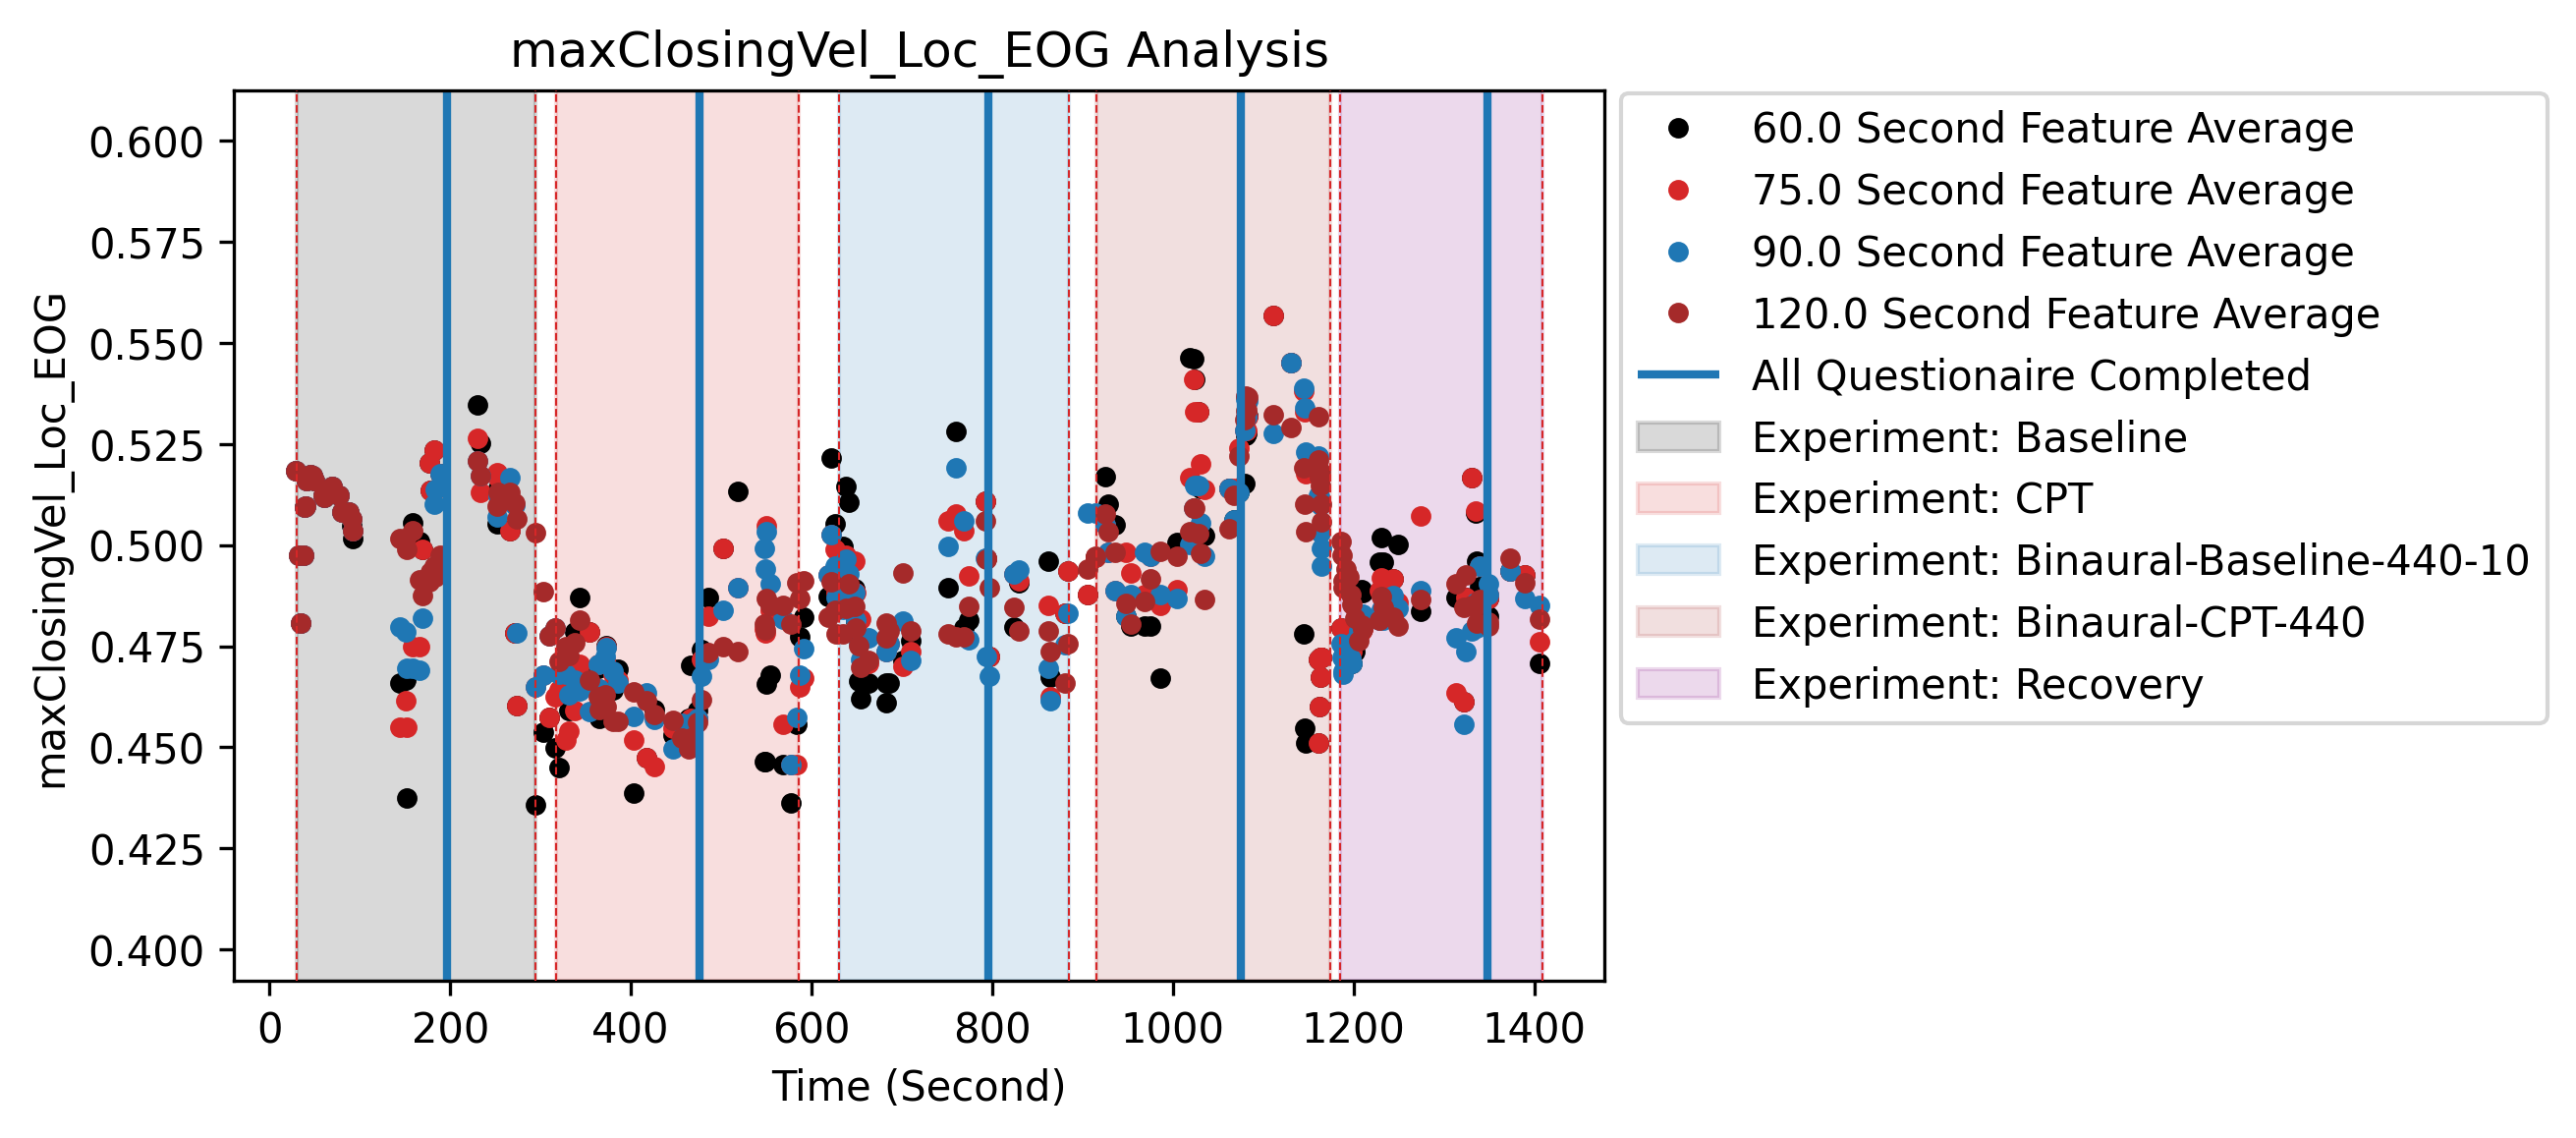 maxClosingVel_Loc_EOG Analysis
maxClosingVel_Loc_EOG
0.600
0.575
0.550
0.525
0.500
0.475
0.450
0.425
0.400
0 200 400 600 800 1000 1200 1400
Time (Second)
60.0 Second Feature Average
75.0 Second Feature Average
90.0 Second Feature Average
120.0 Second Feature Average
All Questionaire Completed
Experiment: Baseline
Experiment: CPT
Experiment: Binaural-Baseline-440-10
Experiment: Binaural-CPT-440
Experiment: Recovery